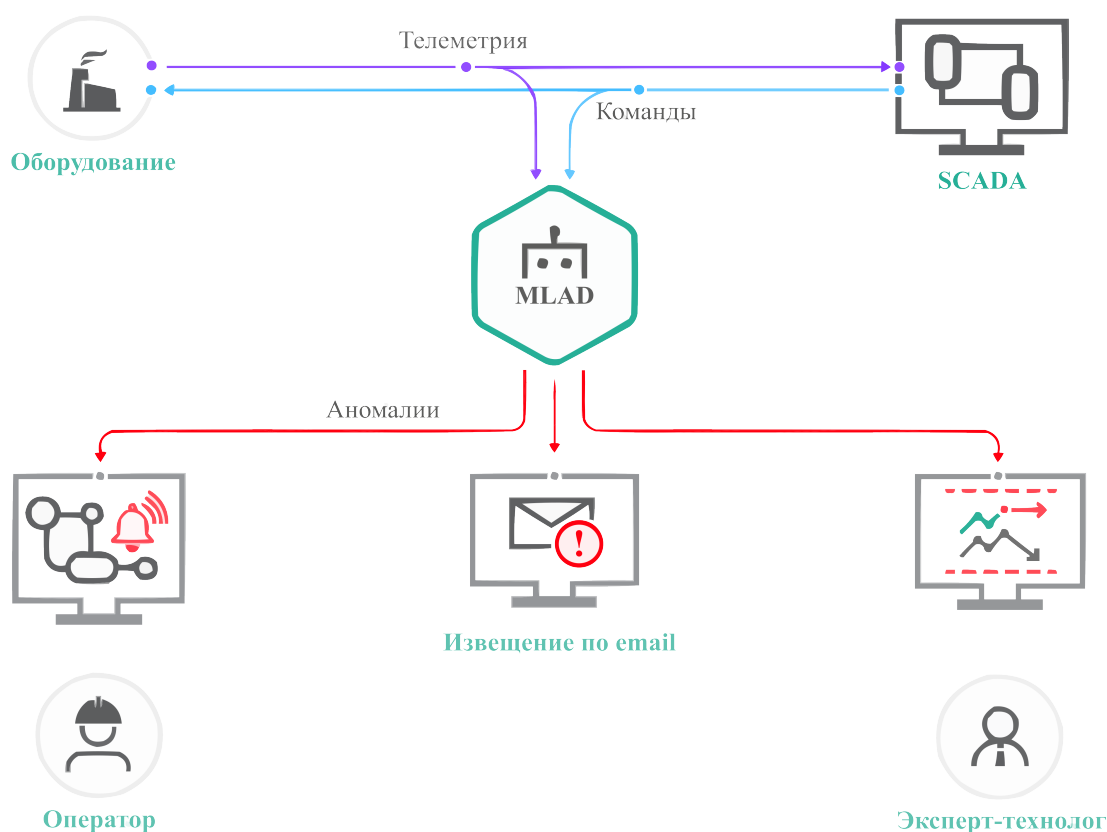 Телеметрия
Команды
Оборудование
SCADA
MLAD
Аномалии
!
Извещение по email
Оператор
Эксперт-технолог